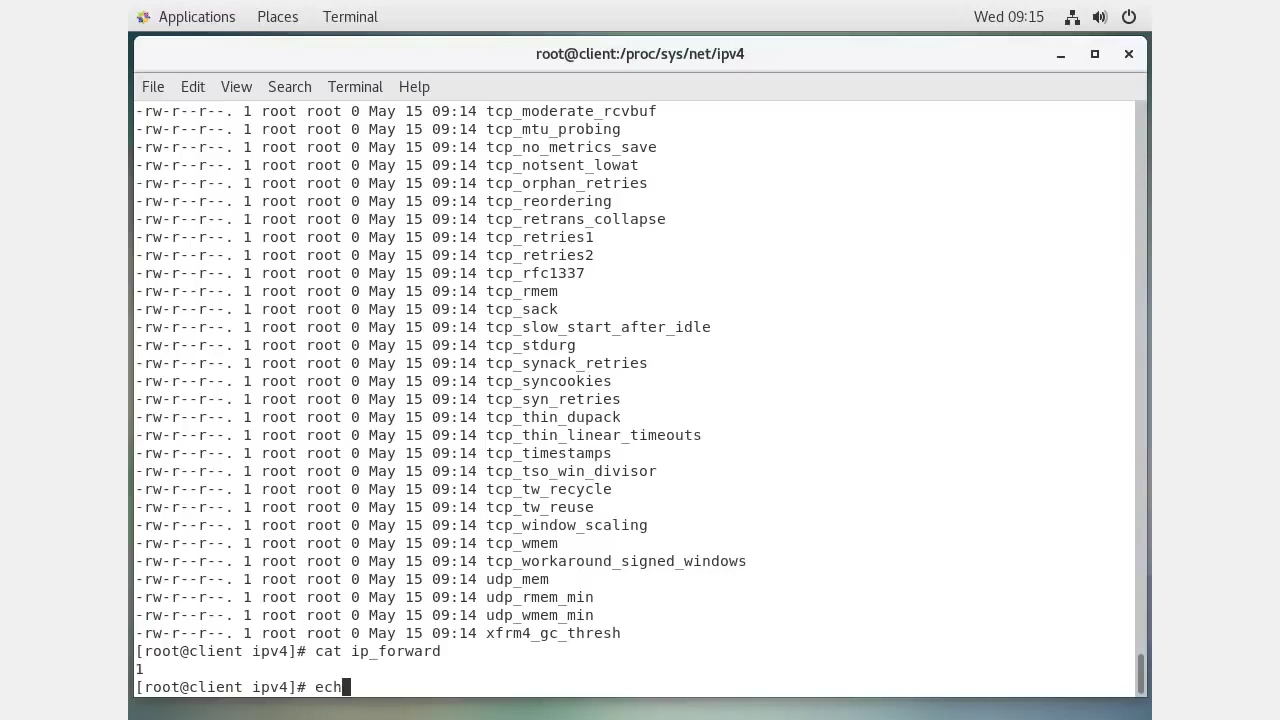 Applications Places Terminal Wed 09:15
root@client:/proc/sys/net/ipv4
File Edit View Search Terminal Help
-rw-r--r--. 1 root root 0 May 15 09:14 tcp_moderate_rcvbuf
-rw-r--r--. 1 root root 0 May 15 09:14 tcp_mtu_probing
-rw-r--r--. 1 root root 0 May 15 09:14 tcp_no_metrics_save
-rw-r--r--. 1 root root 0 May 15 09:14 tcp_notsent_lowat
-rw-r--r--. 1 root root 0 May 15 09:14 tcp_orphan_retries
-rw-r--r--. 1 root root 0 May 15 09:14 tcp_reordering
-rw-r--r--. 1 root root 0 May 15 09:14 tcp_retrans_collapse
-rw-r--r--. 1 root root 0 May 15 09:14 tcp_retries1
-rw-r--r--. 1 root root 0 May 15 09:14 tcp_retries2
-rw-r--r--. 1 root root 0 May 15 09:14 tcp_rfc1337
-rw-r--r--. 1 root root 0 May 15 09:14 tcp_rmem
-rw-r--r--. 1 root root 0 May 15 09:14 tcp_sack
-rw-r--r--. 1 root root 0 May 15 09:14 tcp_slow_start_after_idle
-rw-r--r--. 1 root root 0 May 15 09:14 tcp_stdurg
-rw-r--r--. 1 root root 0 May 15 09:14 tcp_synack_retries
-rw-r--r--. 1 root root 0 May 15 09:14 tcp_syncookies
-rw-r--r--. 1 root root 0 May 15 09:14 tcp_syn_retries
-rw-r--r--. 1 root root 0 May 15 09:14 tcp_thin_dupack
-rw-r--r--. 1 root root 0 May 15 09:14 tcp_thin_linear_timeouts
-rw-r--r--. 1 root root 0 May 15 09:14 tcp_timestamps
-rw-r--r--. 1 root root 0 May 15 09:14 tcp_tso_win_divisor
-rw-r--r--. 1 root root 0 May 15 09:14 tcp_tw_recycle
-rw-r--r--. 1 root root 0 May 15 09:14 tcp_tw_reuse
-rw-r--r--. 1 root root 0 May 15 09:14 tcp_window_scaling
-rw-r--r--. 1 root root 0 May 15 09:14 tcp_wmem
-rw-r--r--. 1 root root 0 May 15 09:14 tcp_workaround_signed_windows
-rw-r--r--. 1 root root 0 May 15 09:14 udp_mem
-rw-r--r--. 1 root root 0 May 15 09:14 udp_rmem_min
-rw-r--r--. 1 root root 0 May 15 09:14 udp_wmem_min
-rw-r--r--. 1 root root 0 May 15 09:14 xfrm4_gc_thresh
[root@client ipv4]# cat ip_forward
1
[root@client ipv4]# ech